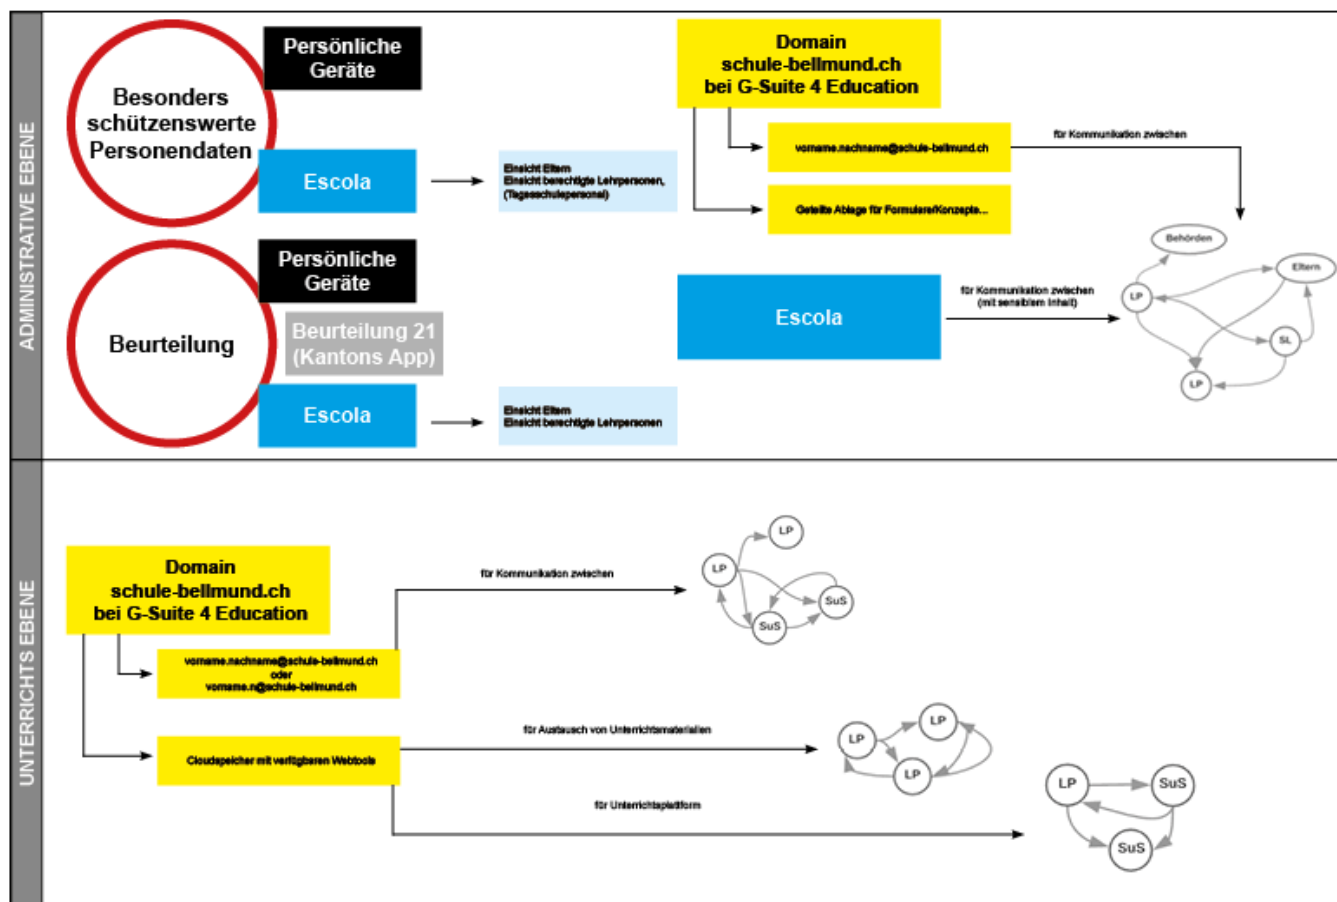 ADMINISTRATIVE EBENE
Besonders
schützenswerte
Personendaten
Persönliche
Geräte
Escola
Einsicht Eltern
Einsicht berechtigte Lehrpersonen,
(Tagesschulepersonal)
Beurteilung
Persönliche
Geräte
Beurteilung 21
(Kantons App)
Escola
Einsicht Eltern
Einsicht berechtigte Lehrpersonen
Domain
schule-bellmund.ch
bei G-Suite 4 Education
vorname.nachname@schule-bellmund.ch
Geteilte Ablage für Formulare/Konzepte...
für Kommunikation zwischen
Escola
für Kommunikation zwischen
(mit sensiblem Inhalt)
Behörden
Eltern
LP
SL
LP
UNTERRICHTS EBENE
Domain
schule-bellmund.ch
bei G-Suite 4 Education
vorname.nachname@schule-bellmund.ch
oder
vorname.n@schule-bellmund.ch
Cloudspeicher mit verfügbaren Webtools
für Kommunikation zwischen
LP
LP
SuS
SuS
für Austausch von Unterrichtsmaterialien
LP
LP
LP
für Unterrichtsplattform
LP
SuS
SuS